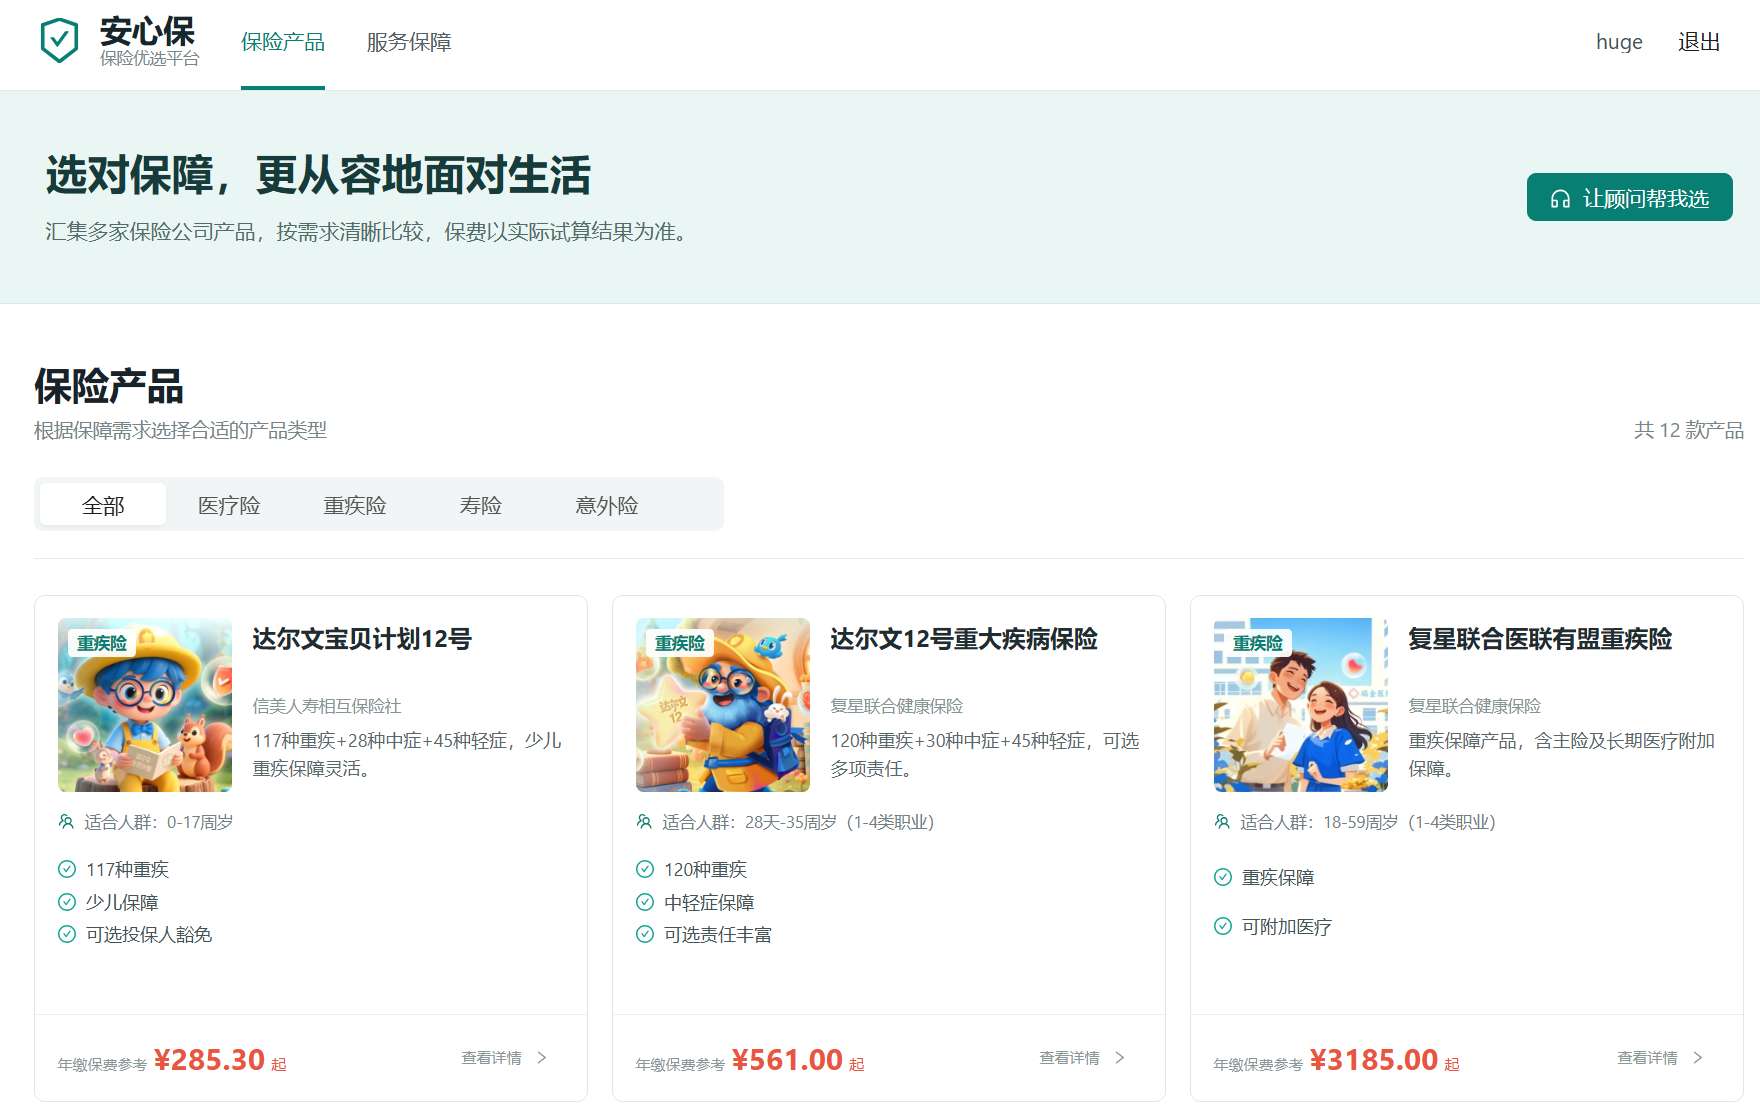 安心保
保险优选平台
保险产品
服务保障
huge
退出
选对保障，更从容地面对生活
汇集多家保险公司产品，按需求清晰比较，保费以实际试算结果为准。
让顾问帮我选
保险产品
根据保障需求选择合适的产品类型
共 12 款产品
全部
医疗险
重疾险
寿险
意外险
重疾险
达尔文宝贝计划12号
信美人寿相互保险社
117种重疾+28种中症+45种轻症，少儿
重疾保障灵活。
适合人群：0-17周岁
117种重疾
少儿保障
可选投保人豁免
年缴保费参考 ¥285.30 起
查看详情
重疾险
达尔文
12
达尔文12号重大疾病保险
复星联合健康保险
120种重疾+30种中症+45种轻症，可选
多项责任。
适合人群：28天-35周岁（1-4类职业）
120种重疾
中轻症保障
可选责任丰富
年缴保费参考 ¥561.00 起
查看详情
重疾险
复星联合医联有盟重疾险
复星联合健康保险
重疾保障产品，含主险及长期医疗附加
保障。
适合人群：18-59周岁（1-4类职业）
重疾保障
可附加医疗
年缴保费参考 ¥3185.00 起
查看详情